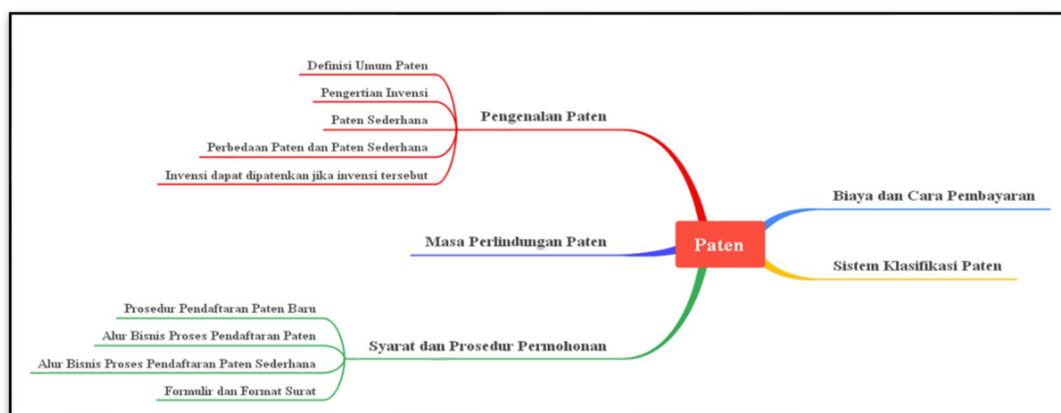 Definisi Umum Paten
Pengertian Invensi
Paten Sederhana
Perbedaan Paten dan Paten Sederhana
Invensi dapat dipatenkan jika invensi tersebut
Pengenalan Paten
Masa Perlindungan Paten
Prosedur Pendaftaran Paten Baru
Alur Bisnis Proses Pendaftaran Paten
Alur Bisnis Proses Pendaftaran Paten Sederhana
Formulir dan Format Surat
Syarat dan Prosedur Permohonan
Paten
Biaya dan Cara Pembayaran
Sistem Klasifikasi Paten